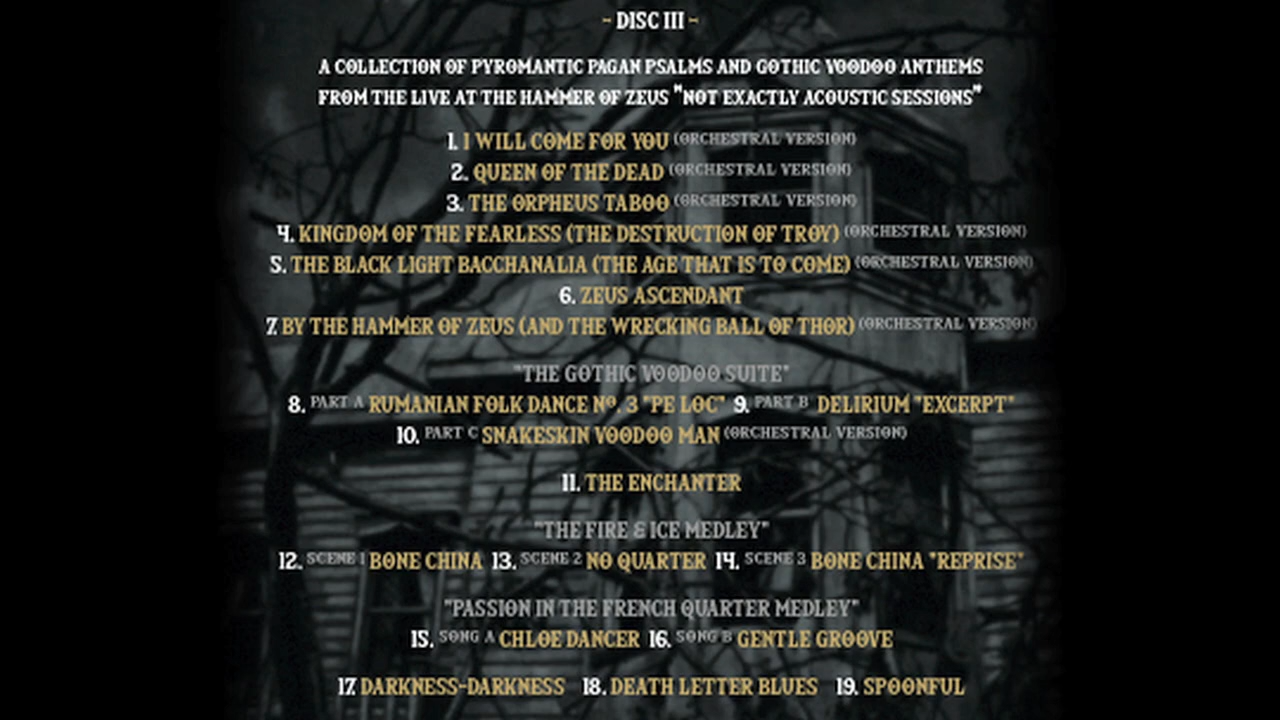 - DISC III -
A COLLECTION OF PYROMANTIC PAGAN PSALMS AND GOTHIC VOODOO ANTHEMS
FROM THE LIVE AT THE HAMMER OF ZEUS "NOT EXACTLY ACOUSTIC SESSIONS"
1. I WILL COME FOR YOU (ORCHESTRAL VERSION)
2. QUEEN OF THE DEAD (ORCHESTRAL VERSION)
3. THE ORPHEUS TABOO (ORCHESTRAL VERSION)
4. KINGDOM OF THE FEARLESS (THE DESTRUCTION OF TROY) (ORCHESTRAL VERSION)
5. THE BLACK LIGHT BACCHANALIA (THE AGE THAT IS TO COME) (ORCHESTRAL VERSION)
6. ZEUS ASCENDANT
7. BY THE HAMMER OF ZEUS (AND THE WRECKING BALL OF THOR) (ORCHESTRAL VERSION)
"THE GOTHIC VOODOO SUITE"
8. PART A RUMANIAN FOLK DANCE Nº. 3 "PE LOC" 9. PART B DELIRIUM "EXCERPT"
10. PART C SNAKESKIN VOODOO MAN (ORCHESTRAL VERSION)
11. THE ENCHANTER
"THE FIRE & ICE MEDLEY"
12. SCENE 1 BONE CHINA 13. SCENE 2 NO QUARTER 14. SCENE 3 BONE CHINA "REPRISE"
"PASSION IN THE FRENCH QUARTER MEDLEY"
15. SONG A CHLOE DANCER 16. SONG B GENTLE GROOVE
17. DARKNESS-DARKNESS 18. DEATH LETTER BLUES 19. SPOONFUL